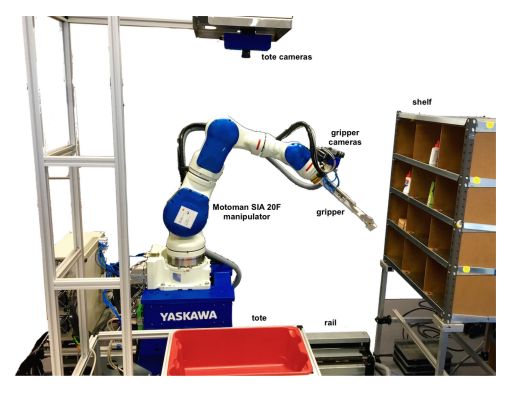 tote cameras
shelf
gripper
cameras
Motoman SIA 20F
manipulator
gripper
YASKAWA
tote
rail